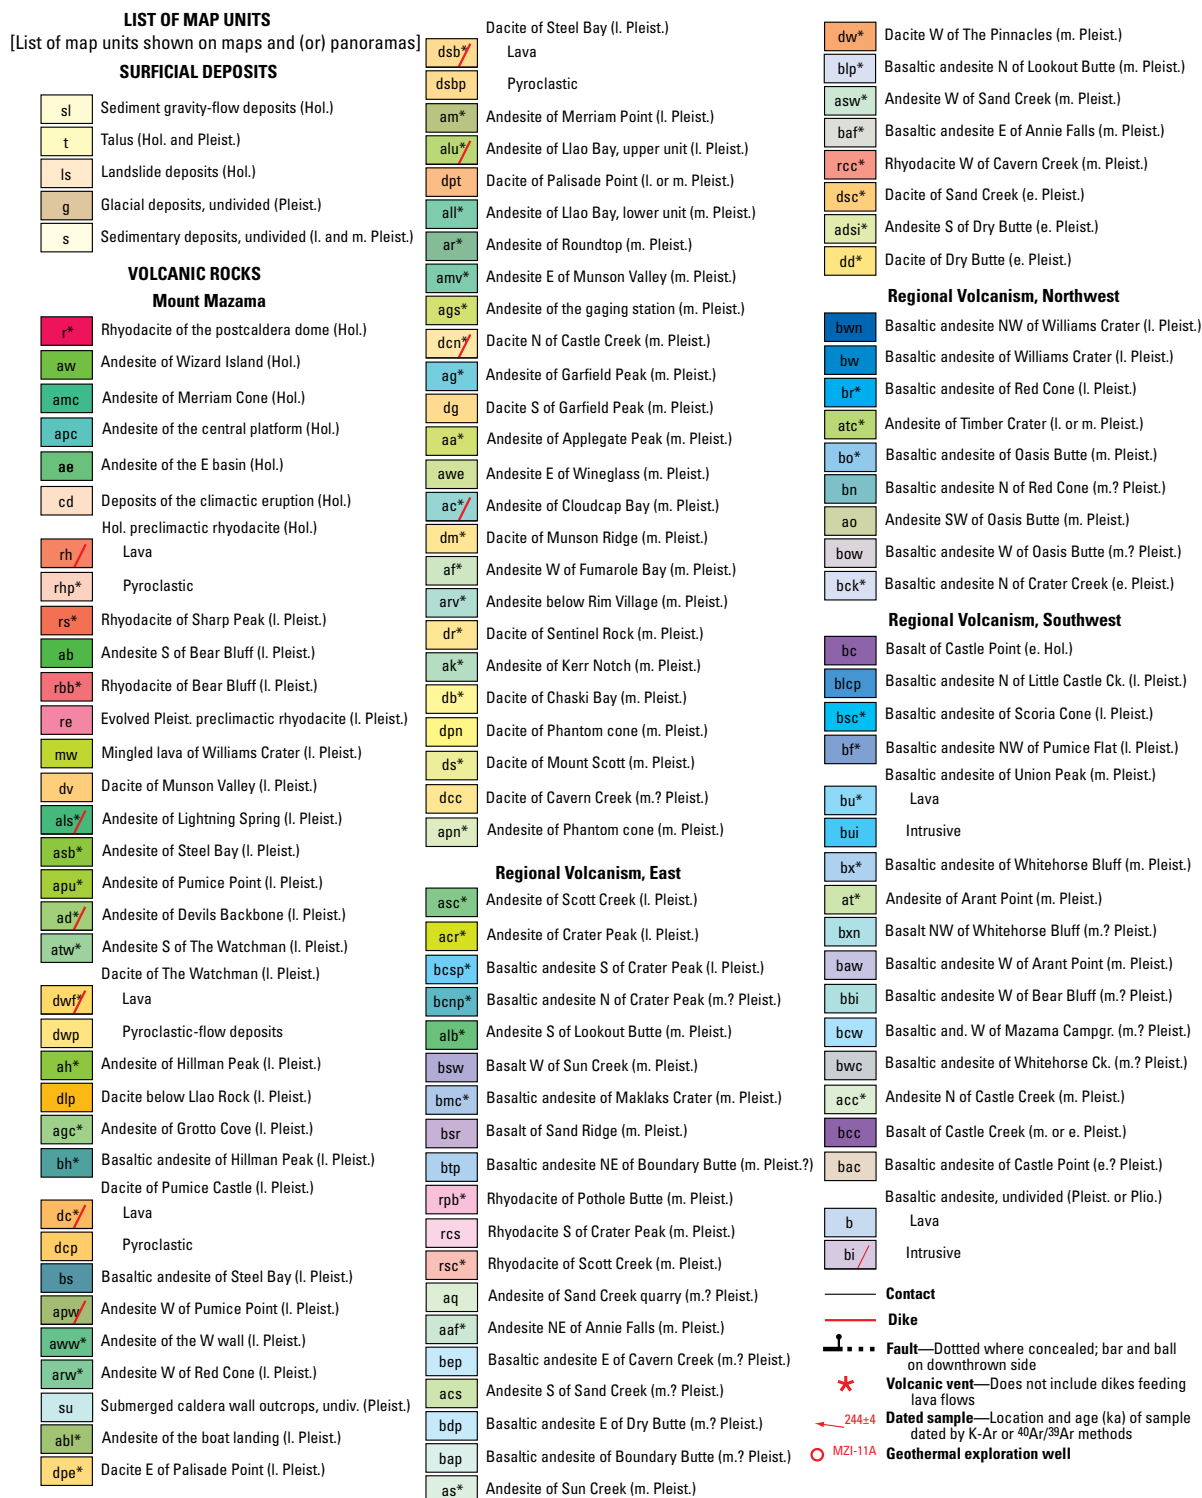 LIST OF MAP UNITS
[List of map units shown on maps and (or) panoramas]
SURFICIAL DEPOSITS
sl Sediment gravity-flow deposits (Hol.)
t Talus (Hol. and Pleist.)
ls Landslide deposits (Hol.)
g Glacial deposits, undivided (Pleist.)
s Sedimentary deposits, undivided (l. and m. Pleist.)
VOLCANIC ROCKS
Mount Mazama
r* Rhyodacite of the postcaldera dome (Hol.)
aw Andesite of Wizard Island (Hol.)
amc Andesite of Merriam Cone (Hol.)
apc Andesite of the central platform (Hol.)
ae Andesite of the E basin (Hol.)
cd Deposits of the climactic eruption (Hol.)
Hol. preclimactic rhyodacite (Hol.)
rh Lava
rhp* Pyroclastic
rs* Rhyodacite of Sharp Peak (l. Pleist.)
ab Andesite S of Bear Bluff (l. Pleist.)
rbb* Rhyodacite of Bear Bluff (l. Pleist.)
re Evolved Pleist. preclimactic rhyodacite (l. Pleist.)
mw Mingled lava of Williams Crater (l. Pleist.)
dv Dacite of Munson Valley (l. Pleist.)
als* Andesite of Lightning Spring (l. Pleist.)
asb* Andesite of Steel Bay (l. Pleist.)
apu* Andesite of Pumice Point (l. Pleist.)
ad* Andesite of Devils Backbone (l. Pleist.)
atw* Andesite S of The Watchman (l. Pleist.)
Dacite of The Watchman (l. Pleist.)
dwf* Lava
dwp Pyroclastic-flow deposits
ah* Andesite of Hillman Peak (l. Pleist.)
dlp Dacite below Llao Rock (l. Pleist.)
agc* Andesite of Grotto Cove (l. Pleist.)
bh* Basaltic andesite of Hillman Peak (l. Pleist.)
Dacite of Pumice Castle (l. Pleist.)
dc* Lava
dcp Pyroclastic
bs Basaltic andesite of Steel Bay (l. Pleist.)
apw Andesite W of Pumice Point (l. Pleist.)
aww* Andesite of the W wall (l. Pleist.)
arw* Andesite W of Red Cone (l. Pleist.)
su Submerged caldera wall outcrops, undiv. (Pleist.)
abl* Andesite of the boat landing (l. Pleist.)
dpe* Dacite E of Palisade Point (l. Pleist.)
Dacite of Steel Bay (l. Pleist.)
dsb* Lava
dsbp Pyroclastic
am* Andesite of Merriam Point (l. Pleist.)
alu* Andesite of Llao Bay, upper unit (l. Pleist.)
dpt Dacite of Palisade Point (l. or m. Pleist.)
all* Andesite of Llao Bay, lower unit (m. Pleist.)
ar* Andesite of Roundtop (m. Pleist.)
amv* Andesite E of Munson Valley (m. Pleist.)
ags* Andesite of the gaging station (m. Pleist.)
dcn* Dacite N of Castle Creek (m. Pleist.)
ag* Andesite of Garfield Peak (m. Pleist.)
dg Dacite S of Garfield Peak (m. Pleist.)
aa* Andesite of Applegate Peak (m. Pleist.)
awe Andesite E of Wineglass (m. Pleist.)
ac* Andesite of Cloudcap Bay (m. Pleist.)
dm* Dacite of Munson Ridge (m. Pleist.)
af* Andesite W of Fumarole Bay (m. Pleist.)
arv* Andesite below Rim Village (m. Pleist.)
dr* Dacite of Sentinel Rock (m. Pleist.)
ak* Andesite of Kerr Notch (m. Pleist.)
db* Dacite of Chaski Bay (m. Pleist.)
dpn Dacite of Phantom cone (m. Pleist.)
ds* Dacite of Mount Scott (m. Pleist.)
dcc Dacite of Cavern Creek (m.? Pleist.)
apn* Andesite of Phantom cone (m. Pleist.)
Regional Volcanism, East
asc* Andesite of Scott Creek (l. Pleist.)
acr* Andesite of Crater Peak (l. Pleist.)
bcsp* Basaltic andesite S of Crater Peak (l. Pleist.)
bcnp* Basaltic andesite N of Crater Peak (m.? Pleist.)
alb* Andesite S of Lookout Butte (m. Pleist.)
bsw Basalt W of Sun Creek (m. Pleist.)
bmc* Basaltic andesite of Maklaks Crater (m. Pleist.)
bsr Basalt of Sand Ridge (m. Pleist.)
btp Basaltic andesite NE of Boundary Butte (m. Pleist.?)
rpb* Rhyodacite of Pothole Butte (m. Pleist.)
rcs Rhyodacite S of Crater Peak (m. Pleist.)
rsc* Rhyodacite of Scott Creek (m. Pleist.)
aq Andesite of Sand Creek quarry (m.? Pleist.)
aaf* Andesite NE of Annie Falls (m. Pleist.)
bep Basaltic andesite E of Cavern Creek (m.? Pleist.)
acs Andesite S of Sand Creek (m.? Pleist.)
bdp Basaltic andesite E of Dry Butte (m.? Pleist.)
bap Basaltic andesite of Boundary Butte (m.? Pleist.)
as* Andesite of Sun Creek (m. Pleist.)
dw* Dacite W of The Pinnacles (m. Pleist.)
blp* Basaltic andesite N of Lookout Butte (m. Pleist.)
asw* Andesite W of Sand Creek (m. Pleist.)
baf* Basaltic andesite E of Annie Falls (m. Pleist.)
rcc* Rhyodacite W of Cavern Creek (m. Pleist.)
dsc* Dacite of Sand Creek (e. Pleist.)
adsi* Andesite S of Dry Butte (e. Pleist.)
dd* Dacite of Dry Butte (e. Pleist.)
Regional Volcanism, Northwest
bwn Basaltic andesite NW of Williams Crater (l. Pleist.)
bw Basaltic andesite of Williams Crater (l. Pleist.)
br* Basaltic andesite of Red Cone (l. Pleist.)
atc* Andesite of Timber Crater (l. or m. Pleist.)
bo* Basaltic andesite of Oasis Butte (m. Pleist.)
bn Basaltic andesite N of Red Cone (m.? Pleist.)
ao Andesite SW of Oasis Butte (m. Pleist.)
bow Basaltic andesite W of Oasis Butte (m.? Pleist.)
bck* Basaltic andesite N of Crater Creek (e. Pleist.)
Regional Volcanism, Southwest
bc Basalt of Castle Point (e. Hol.)
blcp Basaltic andesite N of Little Castle Ck. (l. Pleist.)
bsc* Basaltic andesite of Scoria Cone (l. Pleist.)
bf* Basaltic andesite NW of Pumice Flat (l. Pleist.)
Basaltic andesite of Union Peak (m. Pleist.)
bu* Lava
bui Intrusive
bx* Basaltic andesite of Whitehorse Bluff (m. Pleist.)
at* Andesite of Arant Point (m. Pleist.)
bxn Basalt NW of Whitehorse Bluff (m.? Pleist.)
baw Basaltic andesite W of Arant Point (m. Pleist.)
bbi Basaltic andesite W of Bear Bluff (m.? Pleist.)
bcw Basaltic and. W of Mazama Campgr. (m.? Pleist.)
bwc Basaltic andesite of Whitehorse Ck. (m.? Pleist.)
acc* Andesite N of Castle Creek (m. Pleist.)
bcc Basalt of Castle Creek (m. or e. Pleist.)
bac Basaltic andesite of Castle Point (e.? Pleist.)
Basaltic andesite, undivided (Pleist. or Plio.)
b Lava
bi Intrusive
Contact
Dike
Fault—Dottted where concealed; bar and ball
on downthrown side
* Volcanic vent—Does not include dikes feeding
lava flows
244±4 Dated sample—Location and age (ka) of sample
dated by K-Ar or ⁴⁰Ar/³⁹Ar methods
MZI-11A Geothermal exploration well